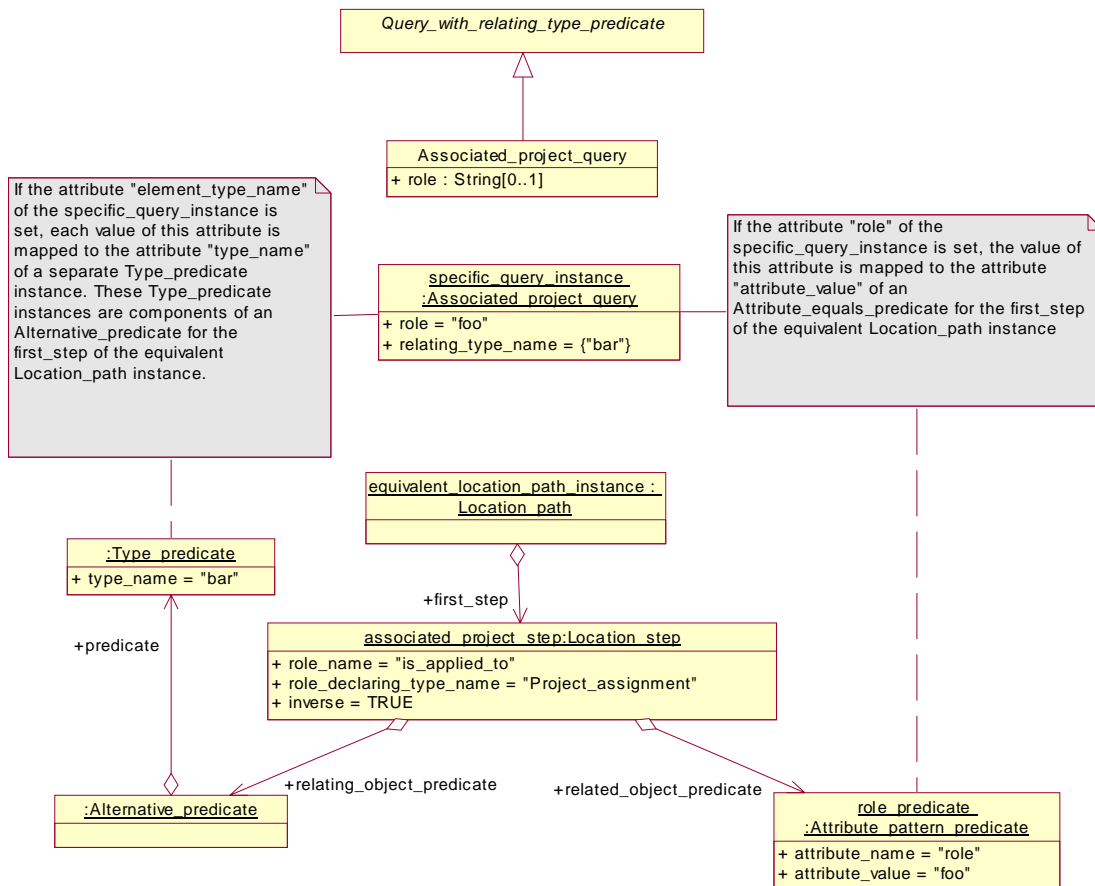 Query_with_relating_type_predicate
Associated_project_query
+ role : String[0..1]
If the attribute "element_type_name"
of the specific_query_instance is
set, each value of this attribute is
mapped to the attribute "type_name"
of a separate Type_predicate
instance. These Type_predicate
instances are components of an
Alternative_predicate for the
first_step of the equivalent
Location_path instance.
specific_query_instance
:Associated_project_query
+ role = "foo"
+ relating_type_name = {"bar"}
If the attribute "role" of the
specific_query_instance is set, the value of
this attribute is mapped to the attribute
"attribute_value" of an
Attribute_equals_predicate for the first_step
of the equivalent Location_path instance
equivalent_location_path_instance :
Location_path
:Type_predicate
+ type_name = "bar"
+first_step
+predicate
associated_project_step:Location_step
+ role_name = "is_applied_to"
+ role_declaring_type_name = "Project_assignment"
+ inverse = TRUE
+relating_object_predicate
+related_object_predicate
:Alternative_predicate
role_predicate
:Attribute_pattern_predicate
+ attribute_name = "role"
+ attribute_value = "foo"